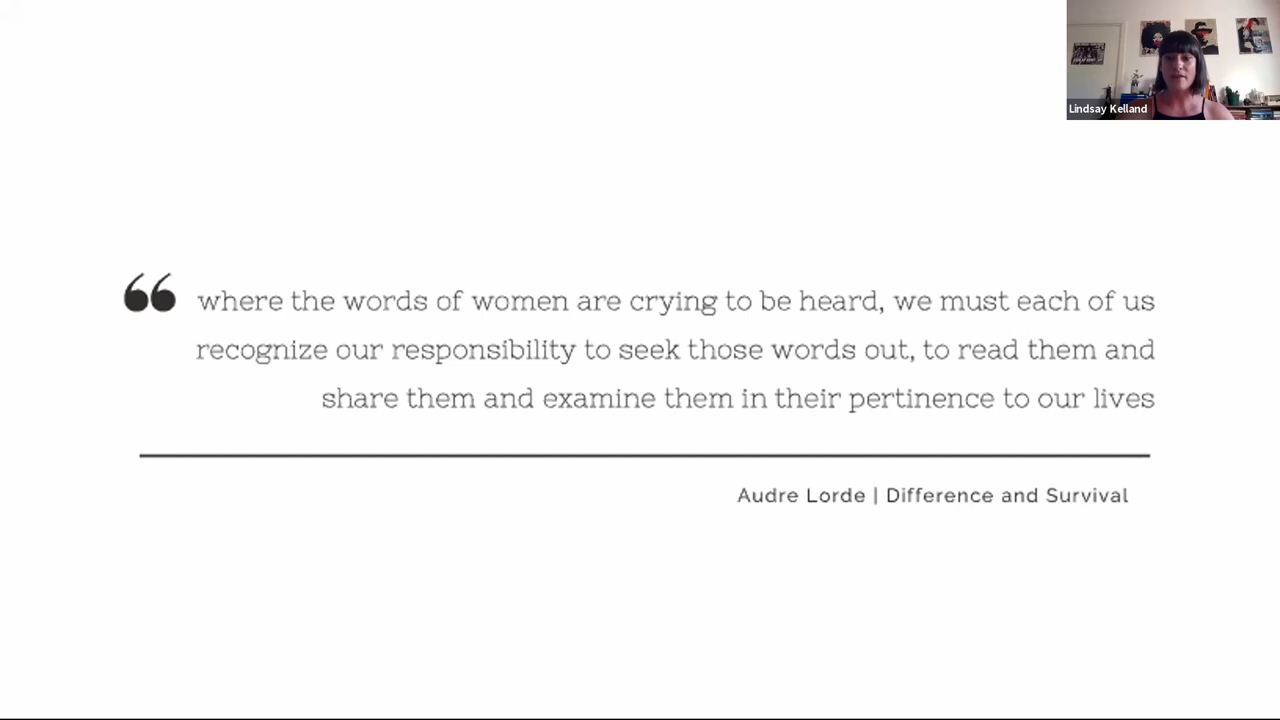 Lindsay Kelland
“ where the words of women are crying to be heard, we must each of us
recognize our responsibility to seek those words out, to read them and
share them and examine them in their pertinence to our lives
Audre Lorde | Difference and Survival